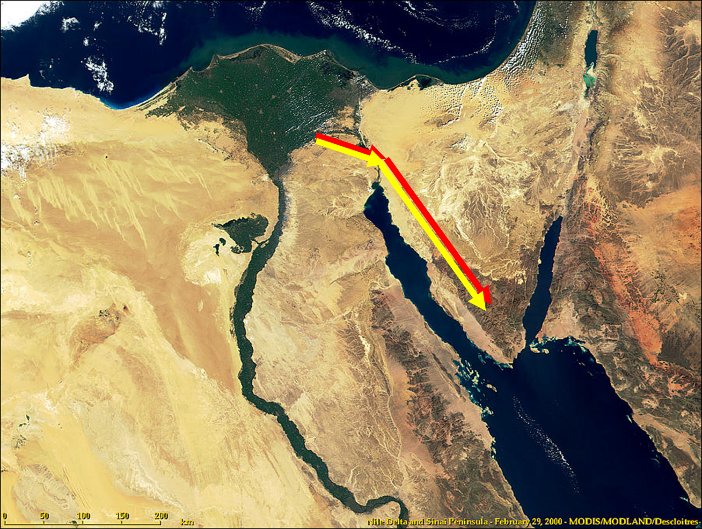 0 50 100 150 200
km
Nile Delta and Sinai Peninsula - February 29, 2000 - MODIS/MODLAND/Descloitres